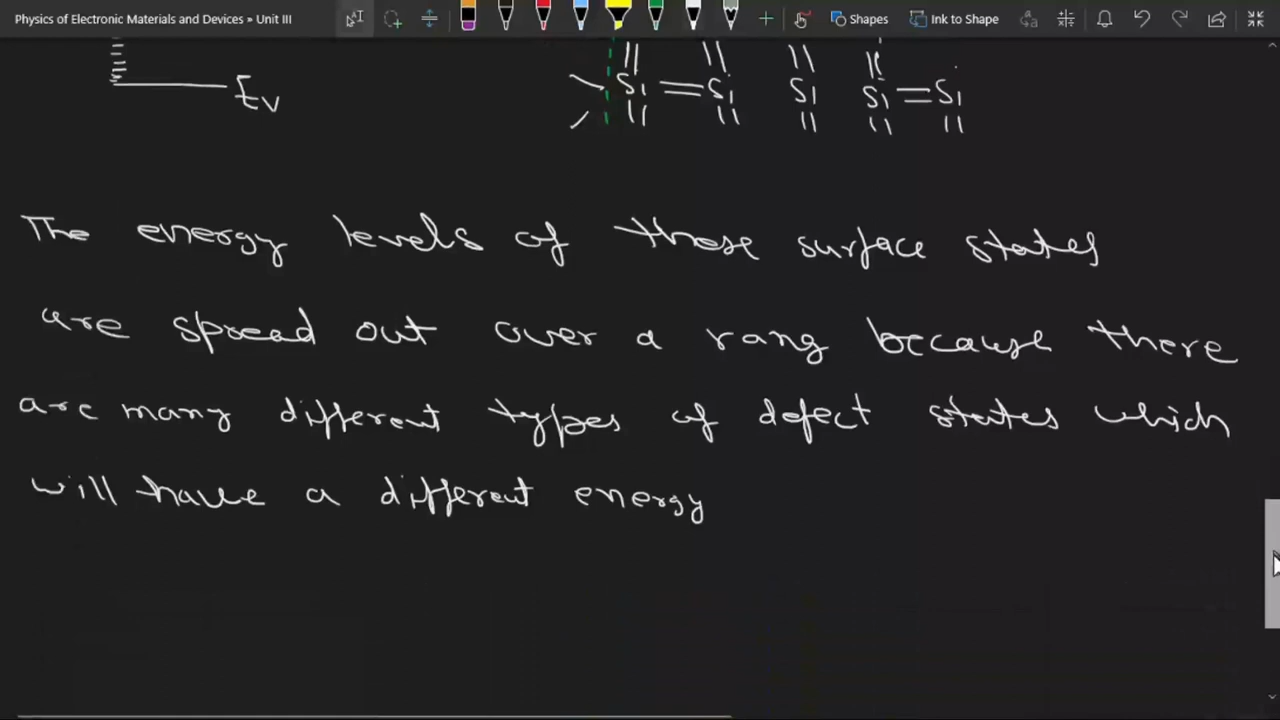 Physics of Electronic Materials and Devices » Unit III
Shapes
Ink to Shape
Ev
Si = Si Si Si = Si
The energy levels of these surface states
are spread out over a rang because there
are many different types of defect states which
will have a different energy